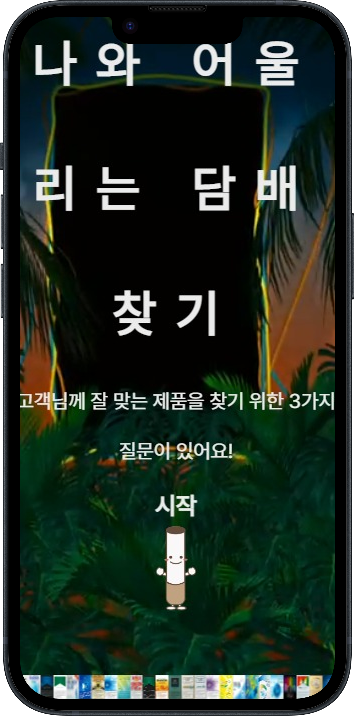 나와 어울
리는 담배
찾기
고객님께 잘 맞는 제품을 찾기 위한 3가지
질문이 있어요!
시작